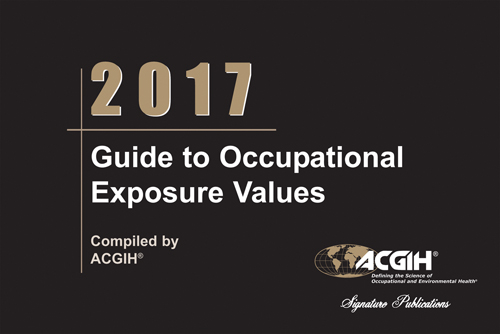 2017
Guide to Occupational
Exposure Values
Compiled by
ACGIH®
ACGIH®
Defining the Science of
Occupational and Environmental Health®
Signature Publications